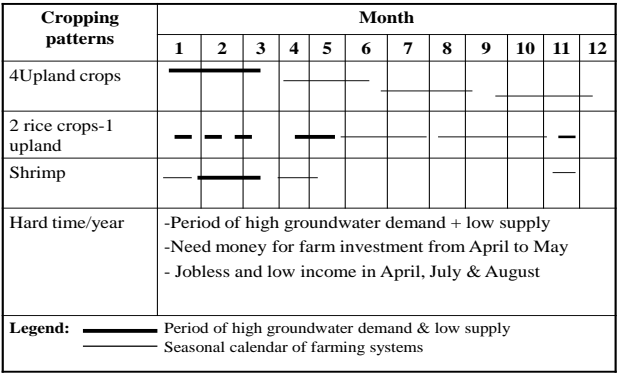 Cropping patterns Month
1 2 3 4 5 6 7 8 9 10 11 12
4Upland crops
2 rice crops-1
upland
Shrimp
Hard time/year -Period of high groundwater demand + low supply
-Need money for farm investment from April to May
- Jobless and low income in April, July & August
Legend: Period of high groundwater demand & low supply
Seasonal calendar of farming systems